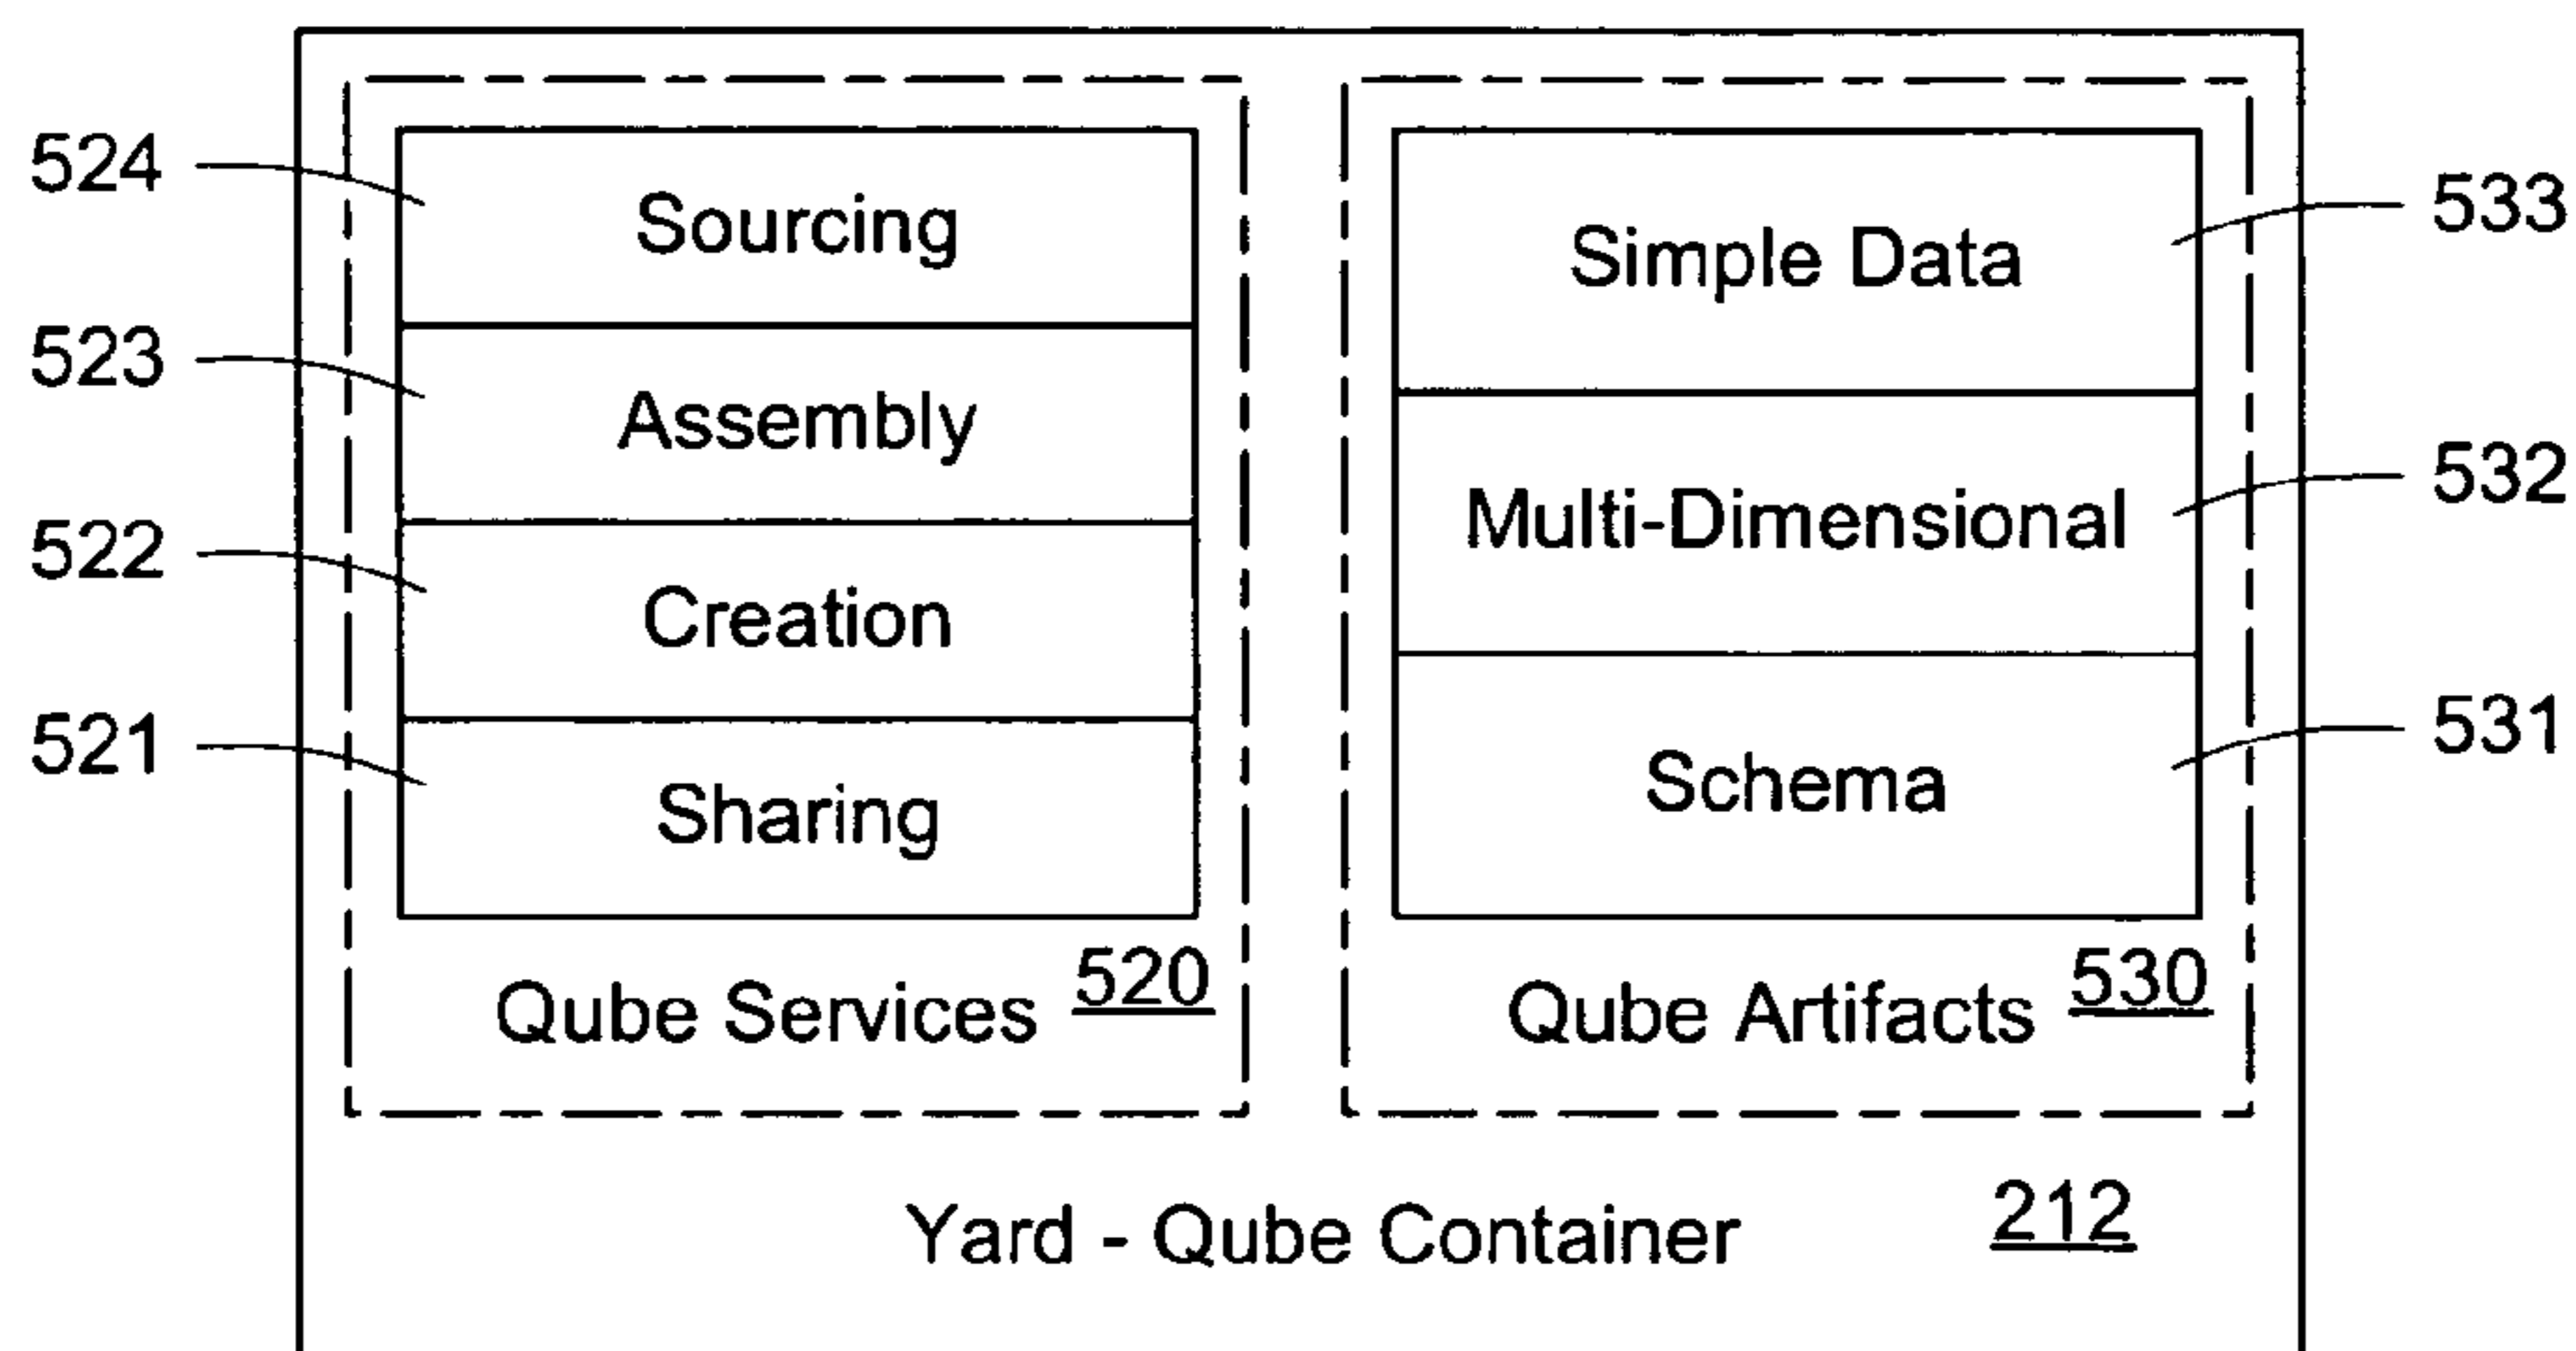 524
Sourcing
523
Assembly
522
Creation
521
Sharing
Qube Services 520
Simple Data
533
Multi-Dimensional
532
Schema
531
Qube Artifacts 530
Yard - Qube Container 212